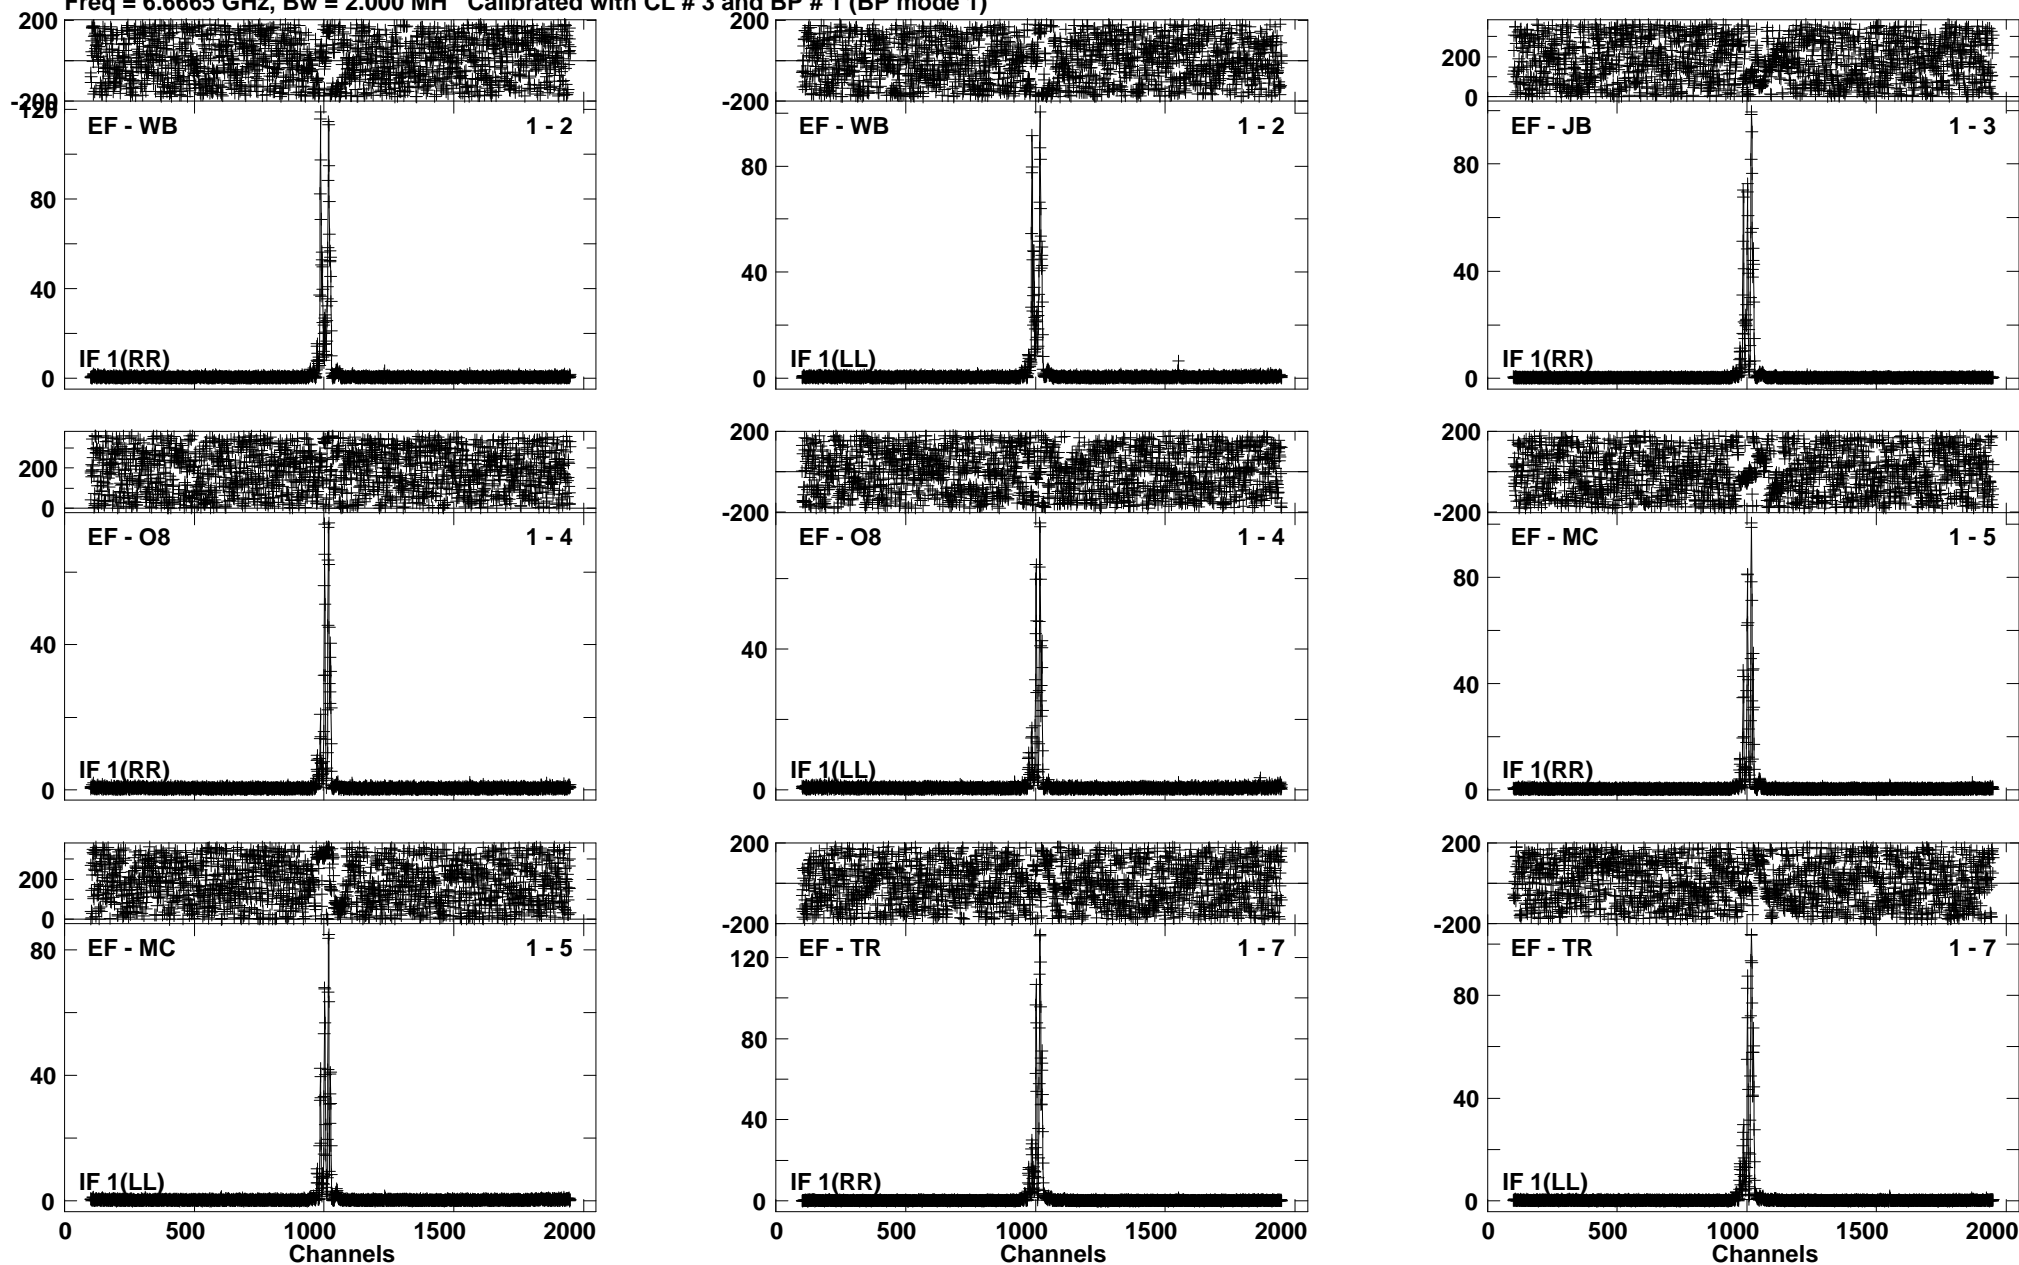 Freq = 6.6665 GHz, Bw = 2.000 MH Calibrated with CL # 3 and BP # 1 (BP mode 1)
200 200
200
-200 -200 0
120
EF - WB 1 - 2 EF - WB 1 - 2 EF - JB 1 - 3
80 80 80
40 40 40
IF 1(RR) IF 1(LL) IF 1(RR)
0 0 0
200 200
200
0 -200 -200
EF - O8 1 - 4 EF - O8 1 - 4 EF - MC 1 - 5
80
40 40 40
IF 1(RR) IF 1(LL) IF 1(RR)
0 0 0
200 200
200
0 -200 -200
EF - MC 1 - 5 EF - TR 1 - 7 EF - TR 1 - 7
80 120
80 80
40 40 40
IF 1(LL) IF 1(RR) IF 1(LL)
0 0 0
0 500 1000 1500 2000 0 500 1000 1500 2000 0 500 1000 1500 2000
Channels Channels Channels